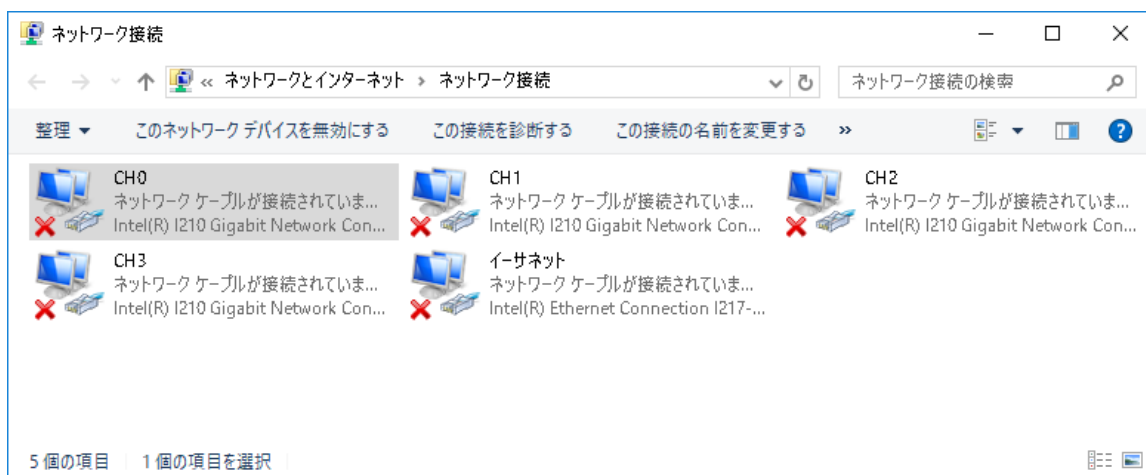 ネットワーク接続
« ネットワークとインターネット › ネットワーク接続
ネットワーク接続の検索
整理 ▼ このネットワーク デバイスを無効にする この接続を診断する この接続の名前を変更する »
CH0
ネットワーク ケーブルが接続されていま...
Intel(R) I210 Gigabit Network Con...
CH1
ネットワーク ケーブルが接続されていま...
Intel(R) I210 Gigabit Network Con...
CH2
ネットワーク ケーブルが接続されていま...
Intel(R) I210 Gigabit Network Con...
CH3
ネットワーク ケーブルが接続されていま...
Intel(R) I210 Gigabit Network Con...
イーサネット
ネットワーク ケーブルが接続されていま...
Intel(R) Ethernet Connection I217-...
5 個の項目 1 個の項目を選択